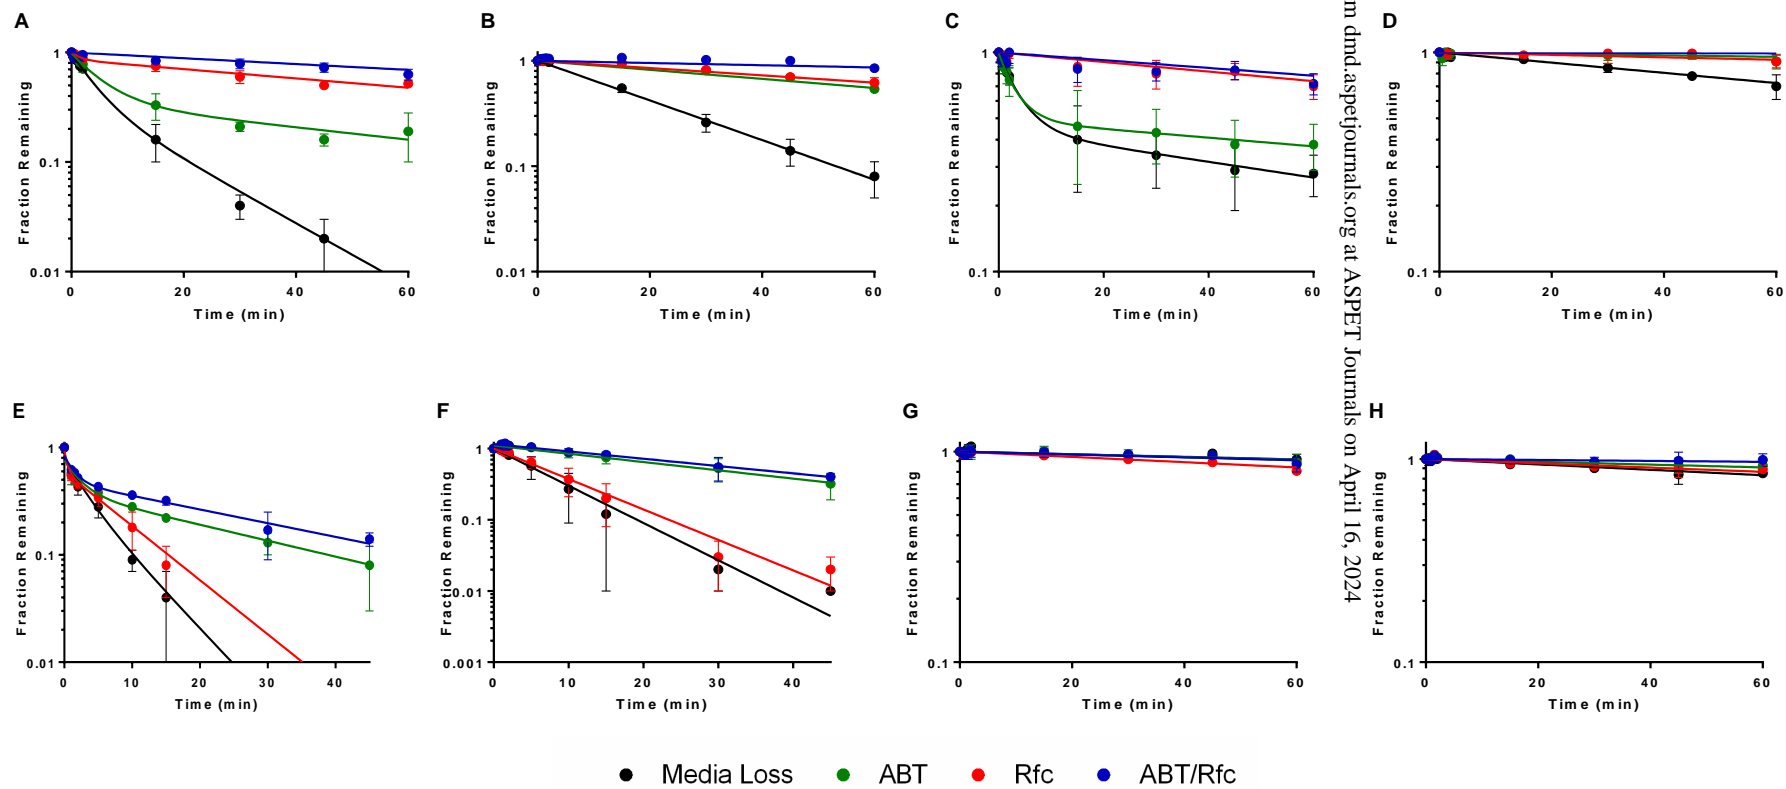 A
B
C
D
1
0.1
0.01
0
20
40
60
Fraction Remaining
Time (min)
1
0.1
0.01
0
20
40
60
Fraction Remaining
Time (min)
1
0.1
0
20
40
60
Fraction Remaining
Time (min)
m dmd.aspetjournals.org at ASPET Journals on April 16, 2024
1
0.1
0
20
40
60
Fraction Remaining
Time (min)
E
F
G
H
1
0.1
0.01
0
10
20
30
40
Fraction Remaining
Time (min)
1
0.1
0.01
0.001
0
10
20
30
40
Fraction Remaining
Time (min)
1
0.1
0
20
40
60
Fraction Remaining
Time (min)
1
0.1
0
20
40
60
Fraction Remaining
Time (min)
Media Loss ABT Rfc ABT/Rfc